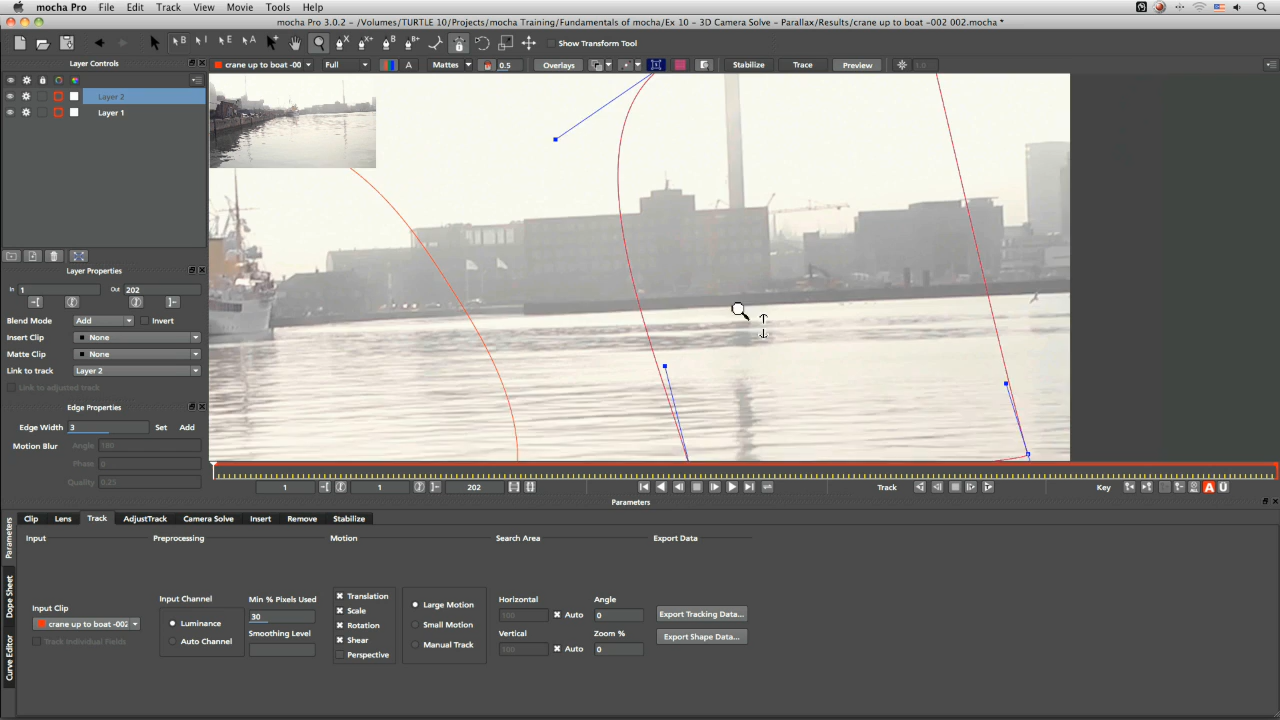 mocha Pro File Edit Track View Movie Tools Help
mocha Pro 3.0.2 - /Volumes/TURTLE 10/Projects/mocha Training/Fundamentals of mocha/Ex 10 - 3D Camera Solve - Parallax/Results/crane up to boat -002 002.mocha *
B I E A X X+ B B+ Show Transform Tool
Layer Controls crane up to boat -00 Full A Mattes 0.5 Overlays Stabilize Trace Preview 1.0
Layer 2
Layer 1
Layer Properties
In 1 Out 202
Blend Mode Add Invert
Insert Clip None
Matte Clip None
Link to track Layer 2
Link to adjusted track
Edge Properties
Edge Width 3 Set Add
Motion Blur Angle 180
Phase 0
Quality 0.25
1 1 202 Track Key A Ü
Parameters
Clip Lens Track AdjustTrack Camera Solve Insert Remove Stabilize
Parameters
Dope Sheet
Curve Editor
Input Preprocessing Motion Search Area Export Data
Input Clip
crane up to boat -002
Track Individual Fields
Input Channel
Luminance
Auto Channel
Min % Pixels Used
30
Smoothing Level
Translation
Scale
Rotation
Shear
Perspective
Large Motion
Small Motion
Manual Track
Horizontal Angle
100 Auto 0
Vertical Zoom %
100 Auto 0
Export Tracking Data...
Export Shape Data...